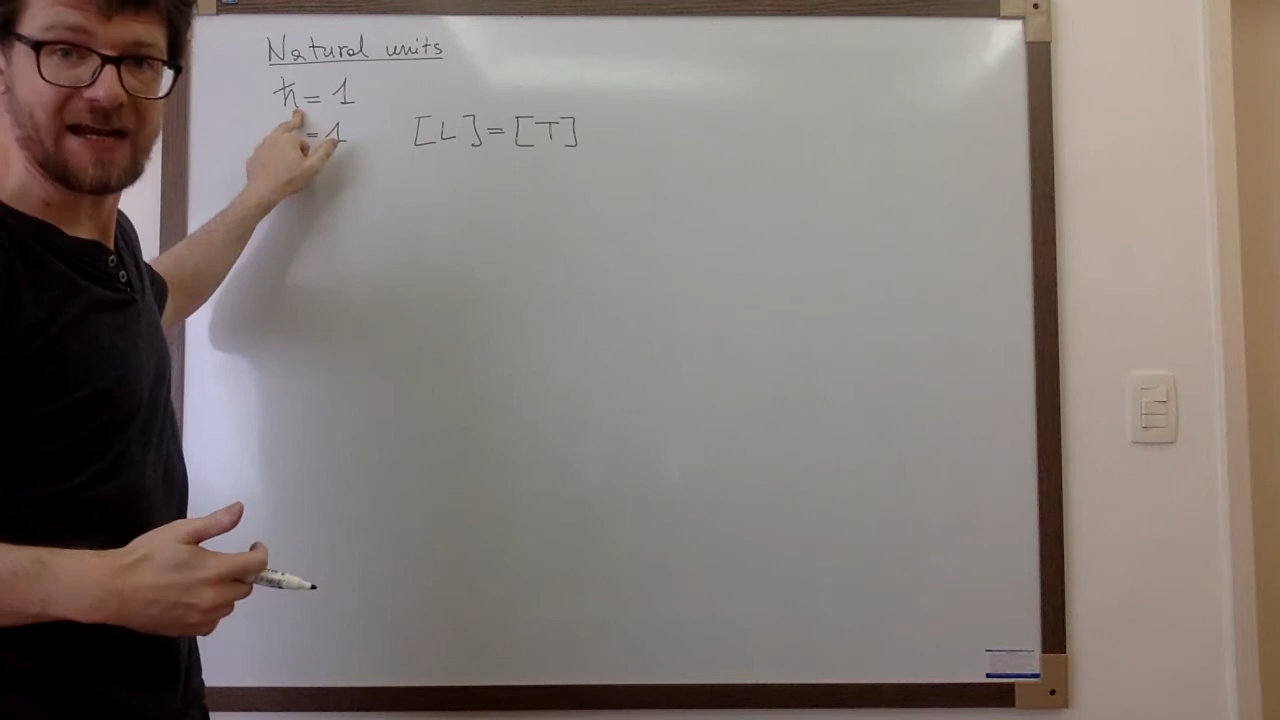 Natural units
ħ = 1
= 1 [L] = [T]